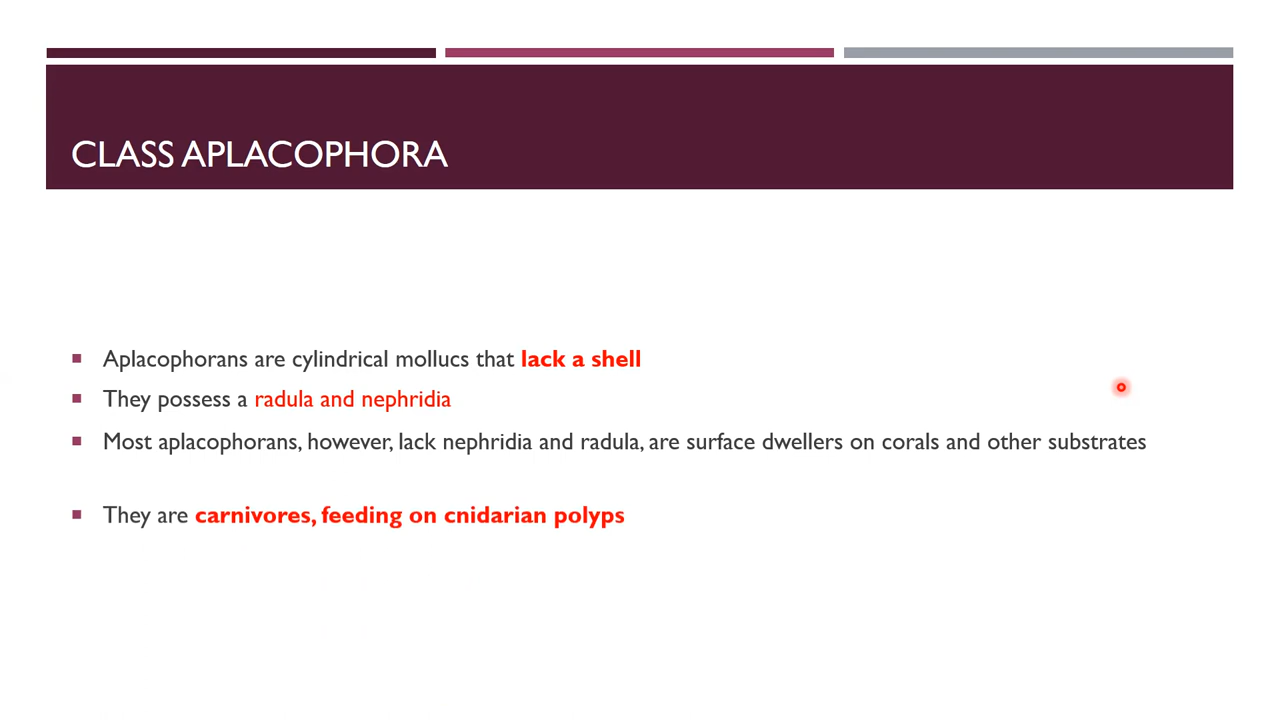 CLASS APLACOPHORA
Aplacophorans are cylindrical mollucs that lack a shell
They possess a radula and nephridia
Most aplacophorans, however, lack nephridia and radula, are surface dwellers on corals and other substrates
They are carnivores, feeding on cnidarian polyps